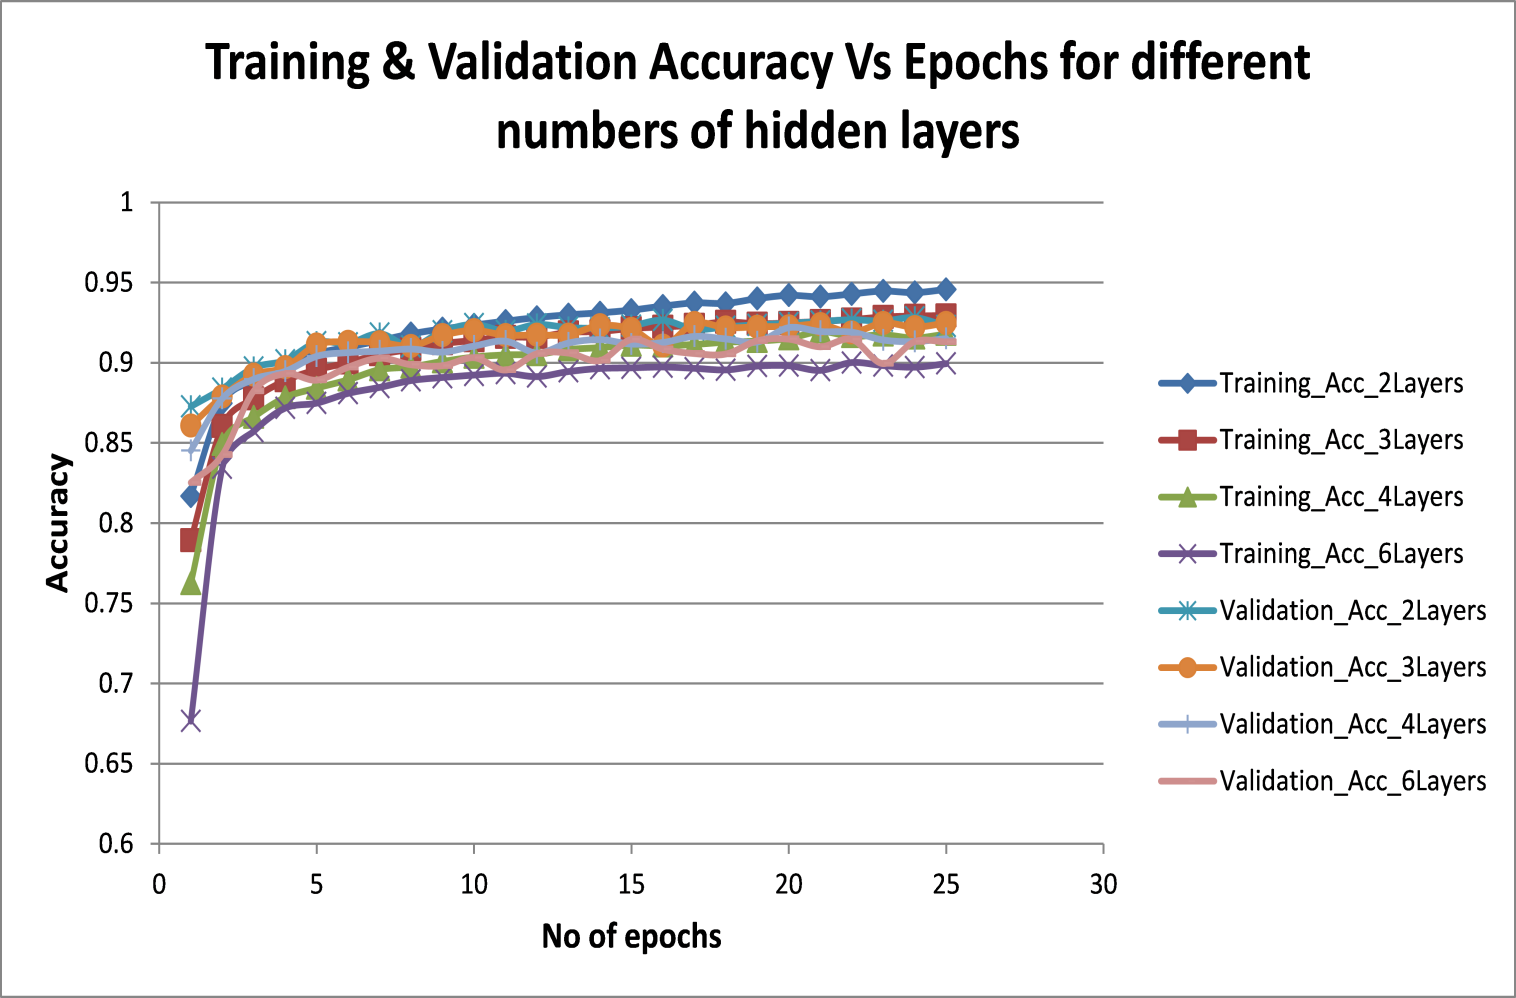 Training & Validation Accuracy Vs Epochs for different
numbers of hidden layers
1
0.95
0.9
0.85
0.8
0.75
0.7
0.65
0.6
Accuracy
0 5 10 15 20 25 30
No of epochs
Training_Acc_2Layers
Training_Acc_3Layers
Training_Acc_4Layers
Training_Acc_6Layers
Validation_Acc_2Layers
Validation_Acc_3Layers
Validation_Acc_4Layers
Validation_Acc_6Layers